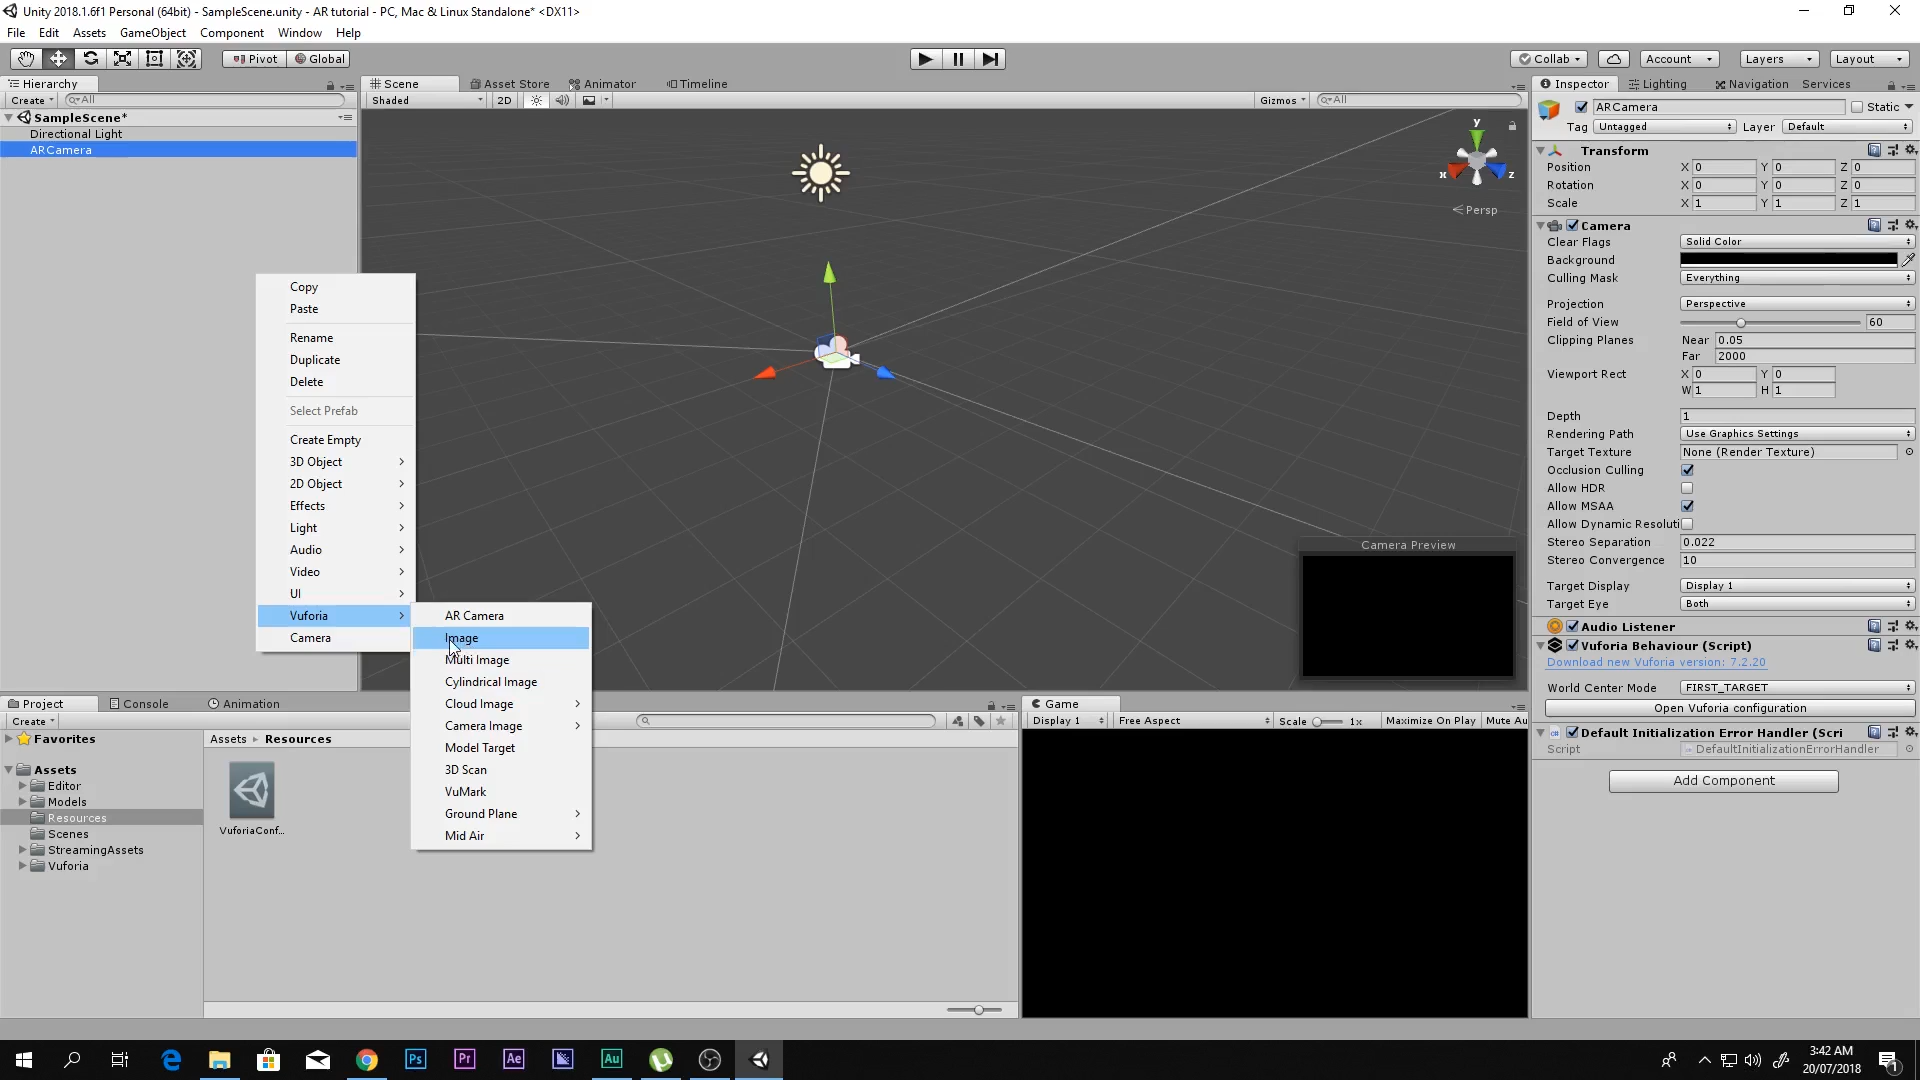 Unity 2018.1.6f1 Personal (64bit) - SampleScene.unity - AR tutorial - PC, Mac & Linux Standalone* <DX11>
File Edit Assets GameObject Component Window Help
Pivot Global Collab Account Layers Layout
Hierarchy
Create All
SampleScene*
Directional Light
ARCamera
Scene Asset Store Animator Timeline
Shaded 2D Gizmos All
y
x z
Persp
Camera Preview
Copy
Paste
Rename
Duplicate
Delete
Select Prefab
Create Empty
3D Object
2D Object
Effects
Light
Audio
Video
UI
Vuforia
Camera
AR Camera
Image
Multi Image
Cylindrical Image
Cloud Image
Camera Image
Model Target
3D Scan
VuMark
Ground Plane
Mid Air
Inspector Lighting Navigation Services
ARCamera Static
Tag Untagged Layer Default
Transform
Position X 0 Y 0 Z 0
Rotation X 0 Y 0 Z 0
Scale X 1 Y 1 Z 1
Camera
Clear Flags Solid Color
Background
Culling Mask Everything
Projection Perspective
Field of View 60
Clipping Planes Near 0.05
Far 2000
Viewport Rect X 0 Y 0
W 1 H 1
Depth 1
Rendering Path Use Graphics Settings
Target Texture None (Render Texture)
Occlusion Culling
Allow HDR
Allow MSAA
Allow Dynamic Resoluti
Stereo Separation 0.022
Stereo Convergence 10
Target Display Display 1
Target Eye Both
Audio Listener
Vuforia Behaviour (Script)
Download new Vuforia version: 7.2.20
World Center Mode FIRST_TARGET
Open Vuforia configuration
Default Initialization Error Handler (Scri
Script DefaultInitializationErrorHandler
Add Component
Project Console Animation
Create
Favorites
Assets
Editor
Models
Resources
Scenes
StreamingAssets
Vuforia
Assets Resources
VuforiaConf...
Game
Display 1 Free Aspect Scale 1x Maximize On Play Mute Au
Ps Pr Ae Au
3:42 AM
20/07/2018
1